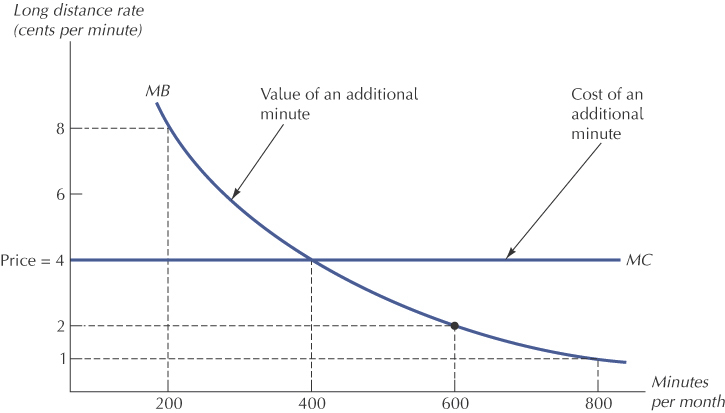 Long distance rate
(cents per minute)
MB
Value of an additional
minute
Cost of an
additional
minute
8
6
Price = 4
MC
2
1
200
400
600
800
Minutes
per month